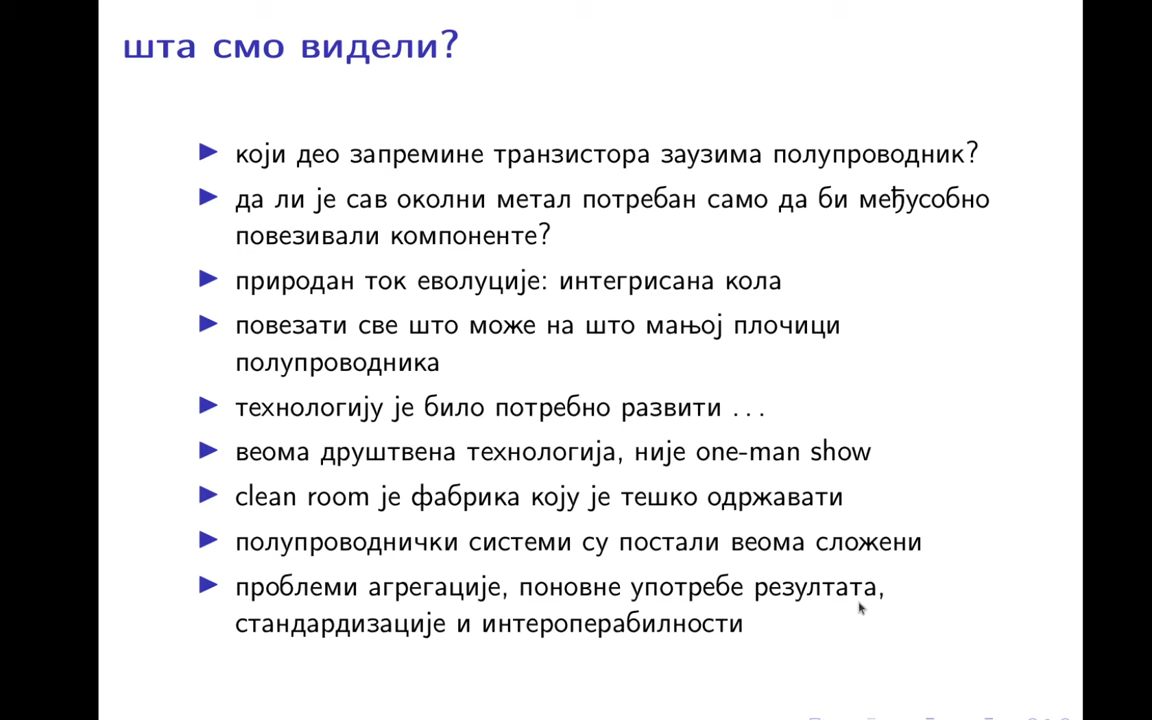 шта смо видели?
који део запремине транзистора заузима полупроводник?
да ли је сав околни метал потребан само да би међусобно
повезивали компоненте?
природан ток еволуције: интегрисана кола
повезати све што може на што мањој плочици
полупроводника
технологију је било потребно развити ...
веома друштвена технологија, није one-man show
clean room је фабрика коју је тешко одржавати
полупроводнички системи су постали веома сложени
проблеми агрегације, поновне употребе резултата,
стандардизације и интероперабилности